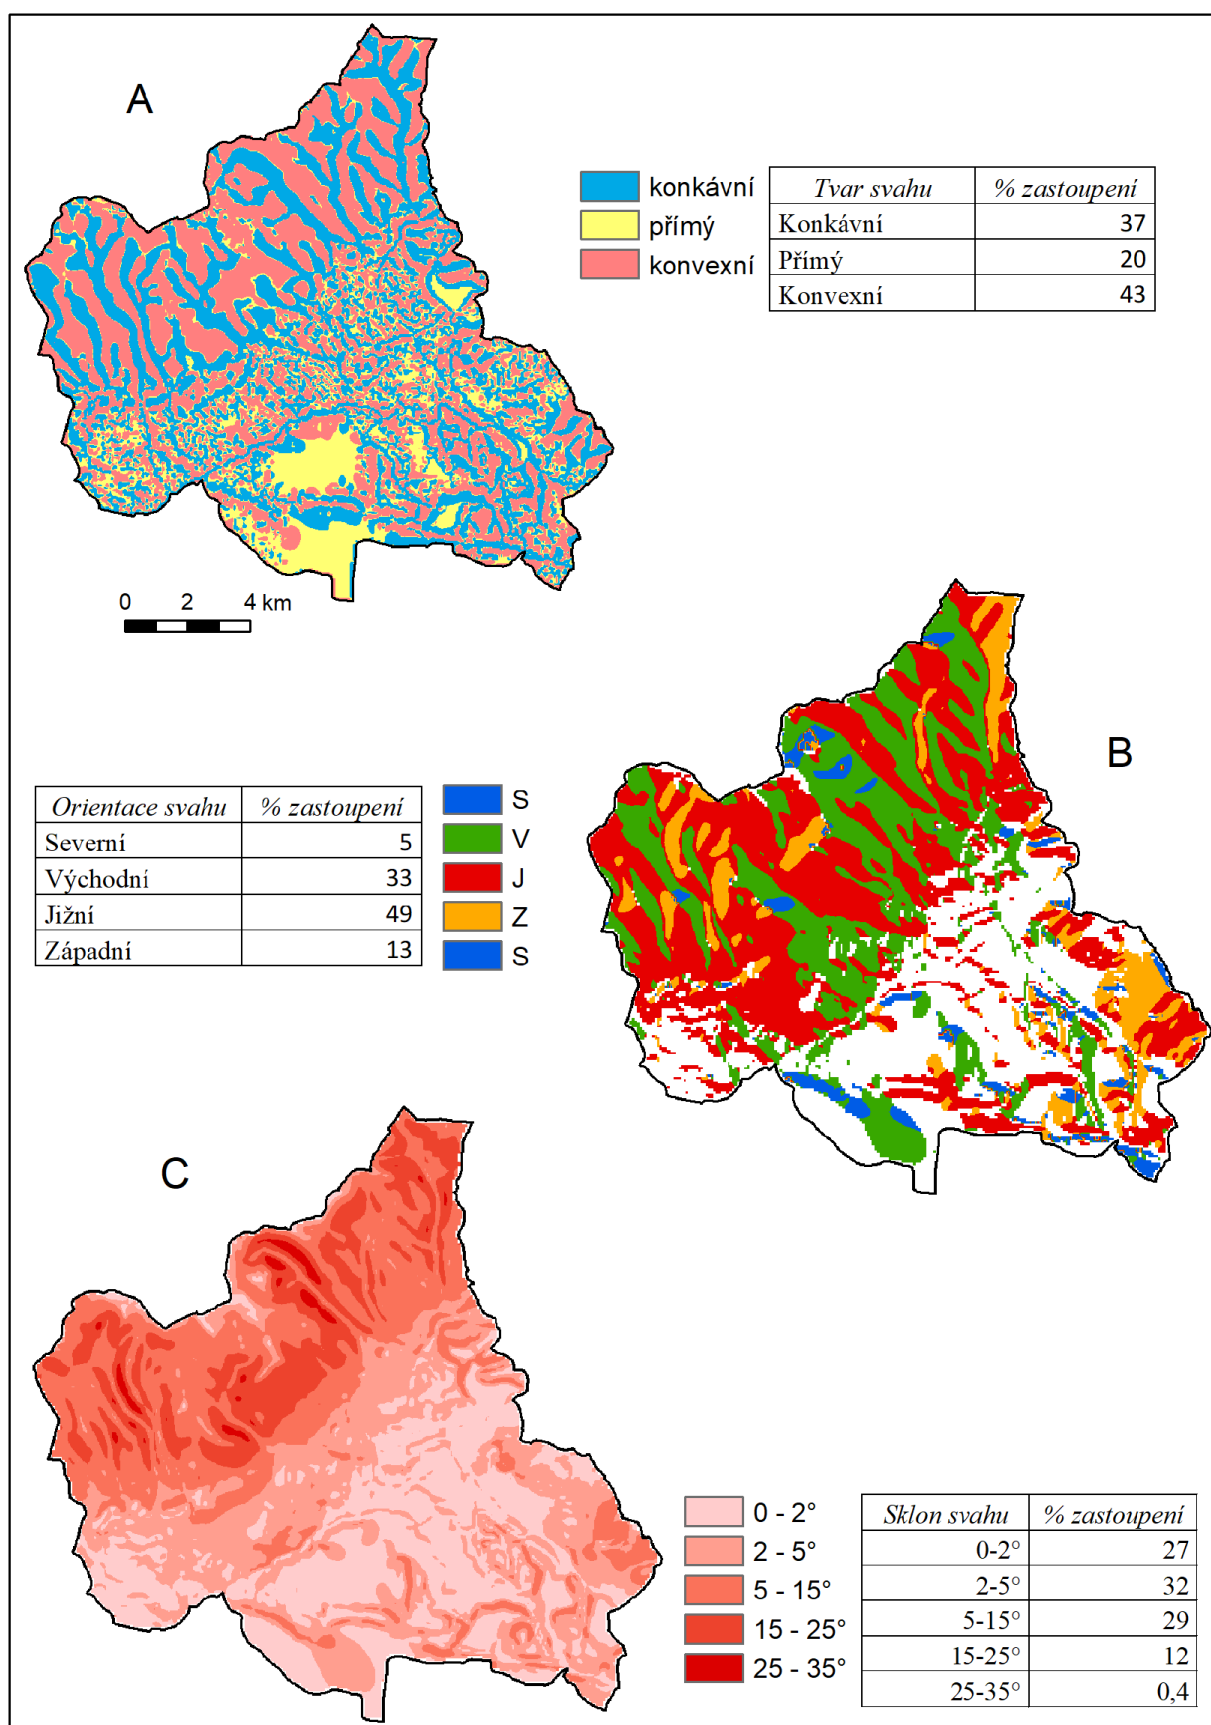 A
konkávní
přímý
konvexní
Tvar svahu % zastoupení
Konkávní 37
Přímý 20
Konvexní 43
0 2 4 km
B
Orientace svahu % zastoupení
Severní 5
Východní 33
Jižní 49
Západní 13
S
V
J
Z
S
C
0 - 2°
2 - 5°
5 - 15°
15 - 25°
25 - 35°
Sklon svahu % zastoupení
0-2° 27
2-5° 32
5-15° 29
15-25° 12
25-35° 0,4